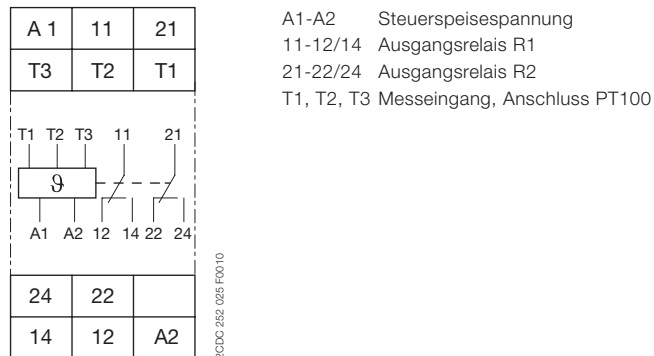 A 1 11 21
T3 T2 T1
T1 T2 T3 11 21
ϑ
A1 A2 12 14 22 24
24 22
14 12 A2
2CDC 252 025 F0010
A1-A2 Steuerspeisespannung
11-12/14 Ausgangsrelais R1
21-22/24 Ausgangsrelais R2
T1, T2, T3 Messeingang, Anschluss PT100